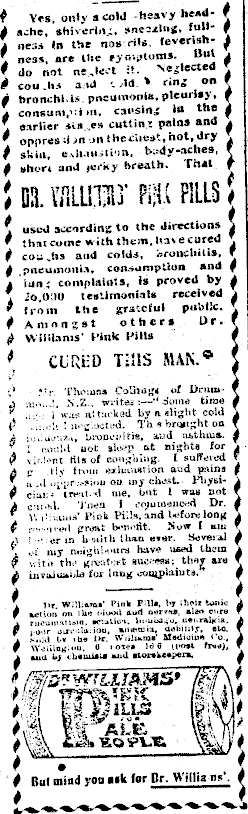 Yes, only a cold—heavy head-
ache, shivering, sneezing, full-
ness in the nostrils, feverish-
ness, are the symptoms. But
do not neglect it. Neglected
coughs and colds bring on
bronchitis, pneumonia, pleurisy,
consumption, causing in the
earlier stages cutting pains and
oppression on the chest, hot, dry
skin, exhaustion, body-aches,
short and jerky breath. That
DR. WILLIAMS' PINK PILLS
used according to the directions
that come with them, have cured
coughs and colds, bronchitis,
pneumonia, consumption and
lung complaints, is proved by
20,000 testimonials received
from the grateful public.
Amongst others Dr.
Williams' Pink Pills
CURED THIS MAN.
Mr. Thomas Collings of Drum-
mond, N.Z., writes:—"Some time
ago I was attacked by a slight cold
which I neglected. This brought on
influenza, bronchitis, and asthma.
I could not sleep at nights for
violent fits of coughing. I suffered
greatly from exhaustion and pains
and oppression on my chest. Physi-
cians treated me, but I was not
cured. Then I commenced Dr.
Williams' Pink Pills, and before long
received great benefit. Now I am
better in health than ever. Several
of my neighbours have used them
with the greatest success; they are
invaluable for lung complaints."
Dr. Williams' Pink Pills, by their tonic
action on the blood and nerves, also cure
rheumatism, sciatica, lumbago, neuralgia,
poor circulation, anemia, debility, etc.
Sold by the Dr. Williams' Medicine Co.,
Wellington, 6 boxes 16/6 (post free),
and by chemists and storekeepers.
DR WILLIAMS'
PINK
PILLS
FOR
PALE
PEOPLE
But mind you ask for Dr. Williams'.